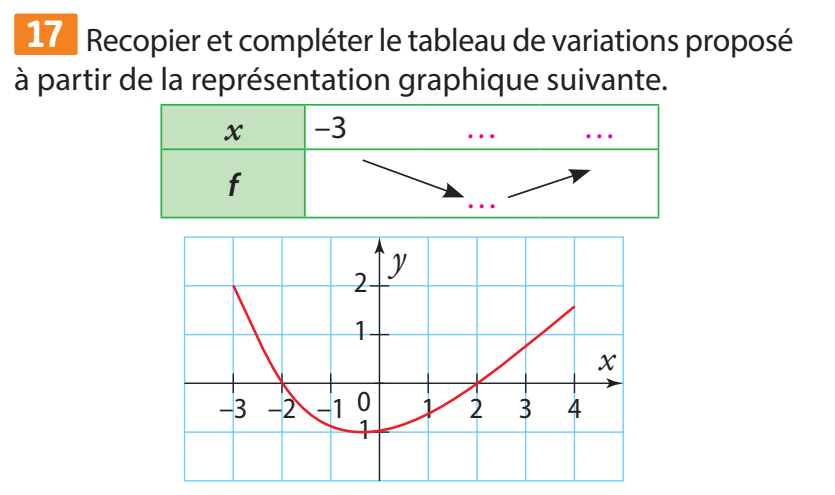 17 Recopier et compléter le tableau de variations proposé
à partir de la représentation graphique suivante.
x –3 ... ...
f ...
y
2
1
x
–3 –2 –1 0 1 2 3 4
1